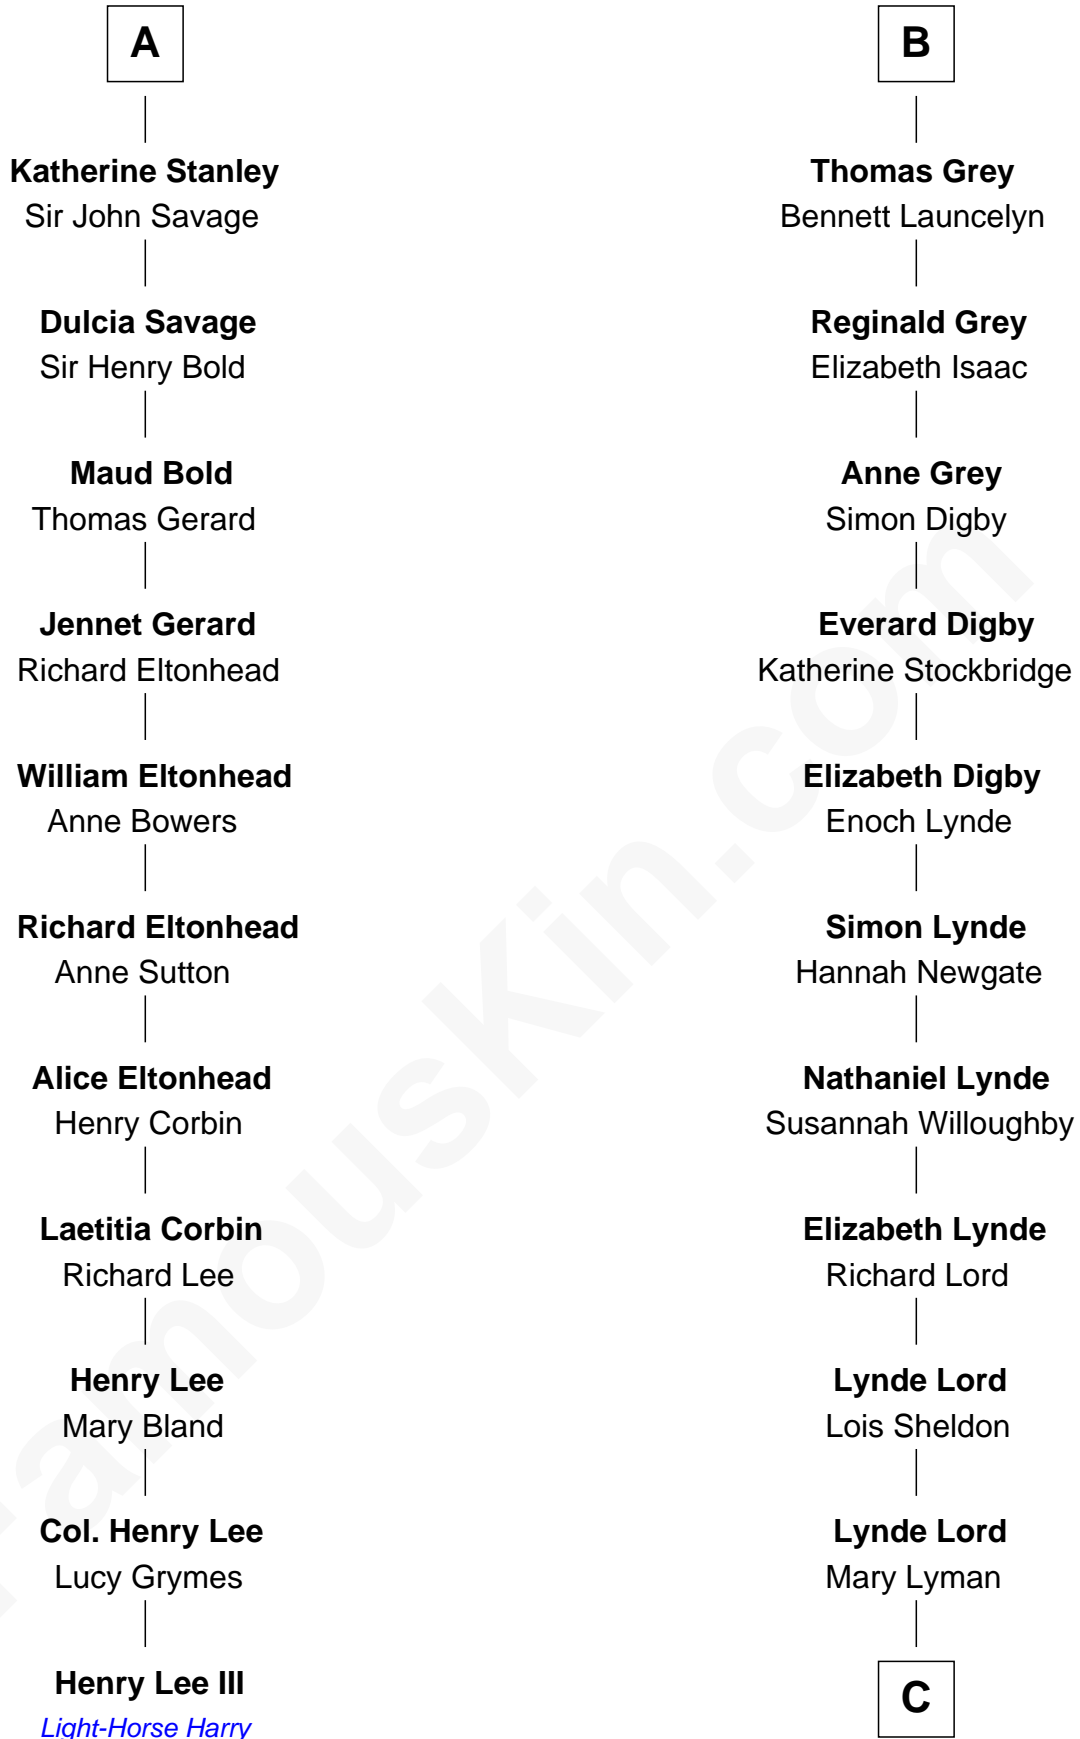 A
Katherine Stanley
Sir John Savage
Dulcia Savage
Sir Henry Bold
Maud Bold
Thomas Gerard
Jennet Gerard
Richard Eltonhead
William Eltonhead
Anne Bowers
Richard Eltonhead
Anne Sutton
Alice Eltonhead
Henry Corbin
Laetitia Corbin
Richard Lee
Henry Lee
Mary Bland
Col. Henry Lee
Lucy Grymes
Henry Lee III
Light-Horse Harry
B
Thomas Grey
Bennett Launcelyn
Reginald Grey
Elizabeth Isaac
Anne Grey
Simon Digby
Everard Digby
Katherine Stockbridge
Elizabeth Digby
Enoch Lynde
Simon Lynde
Hannah Newgate
Nathaniel Lynde
Susannah Willoughby
Elizabeth Lynde
Richard Lord
Lynde Lord
Lois Sheldon
Lynde Lord
Mary Lyman
C
FamousKin.com